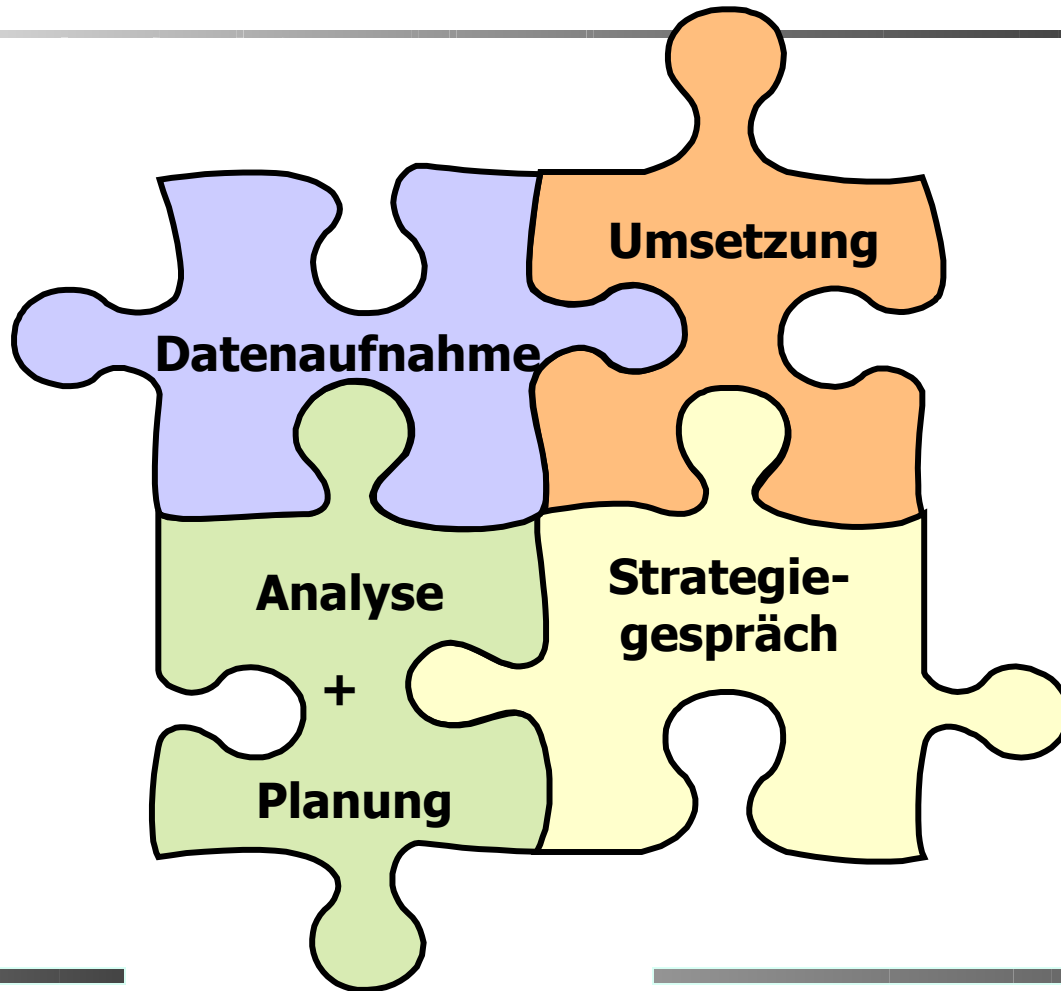 Umsetzung
Datenaufnahme
Analyse
+
Planung
Strategie-
gespräch